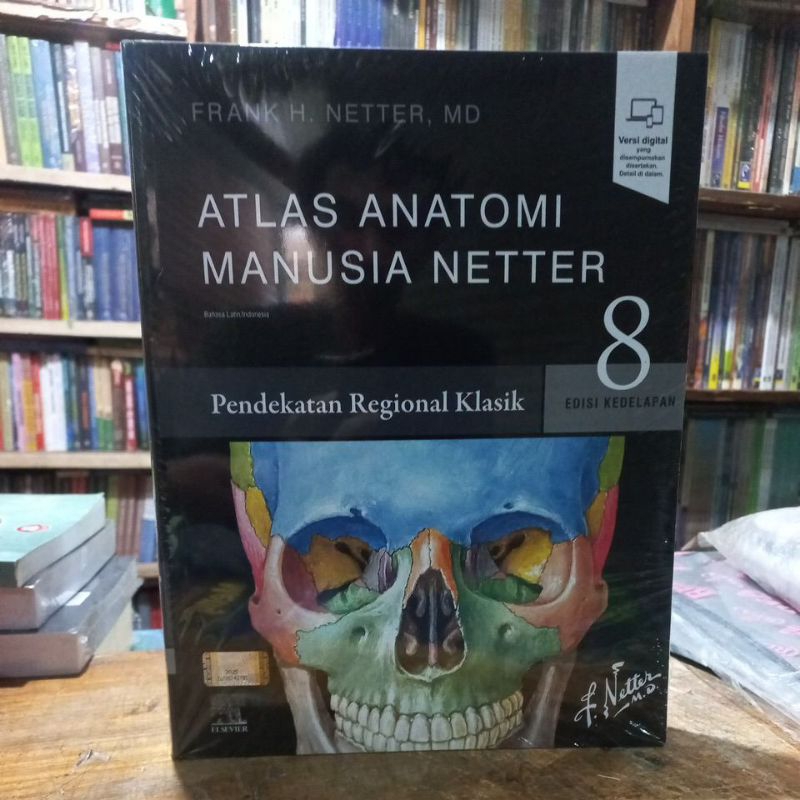 FRANK H. NETTER, MD
Versi digital
yang
disempurnakan
disertakan.
Detail di dalam.
ATLAS ANATOMI
MANUSIA NETTER
Bahasa Latin/Indonesia
8
Pendekatan Regional Klasik
EDISI KEDELAPAN
F. Netter
M.D.
ELSEVIER